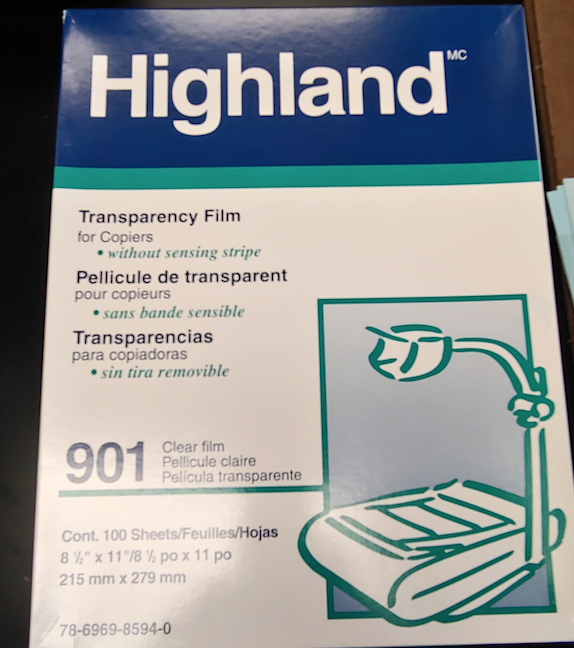 Highland MC
Transparency Film
for Copiers
• without sensing stripe
Pellicule de transparent
pour copieurs
• sans bande sensible
Transparencias
para copiadoras
• sin tira removible
901
Clear film
Pellicule claire
Película transparente
Cont. 100 Sheets/Feuilles/Hojas
8 ½" x 11"/8 ½ po x 11 po
215 mm x 279 mm
78-6969-8594-0